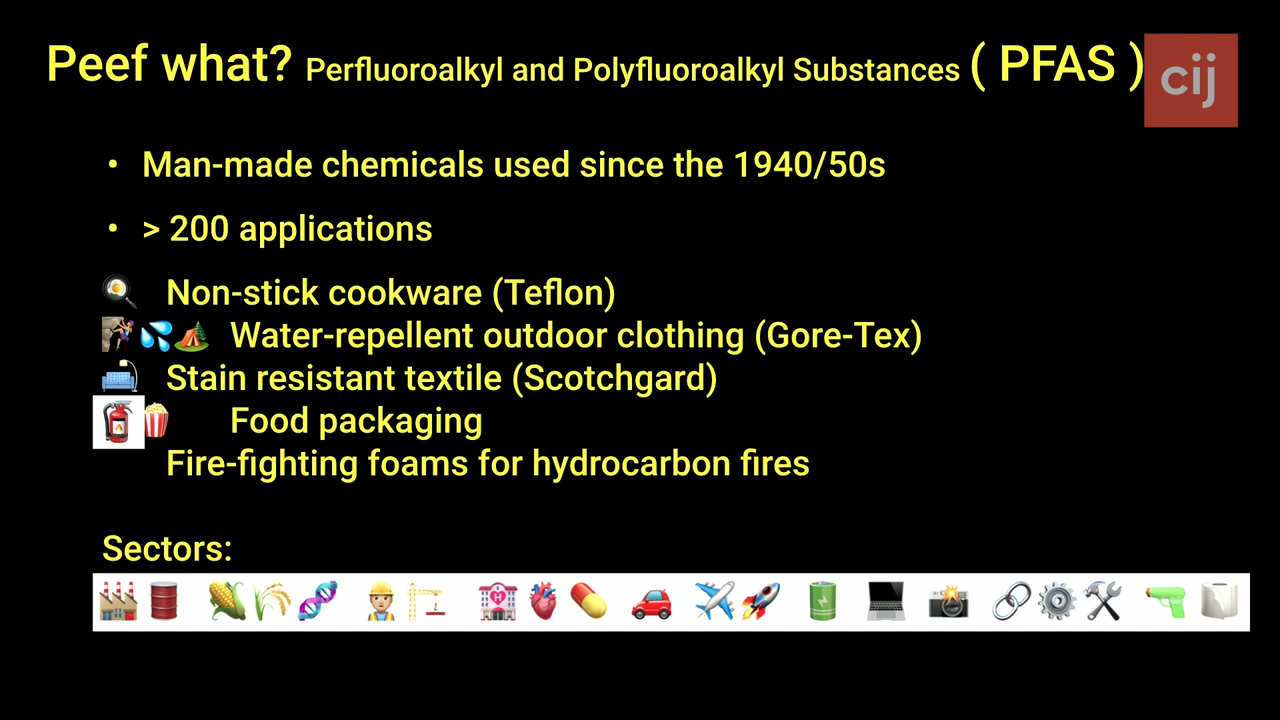 Peef what? Perfluoroalkyl and Polyfluoroalkyl Substances ( PFAS )
cij
• Man-made chemicals used since the 1940/50s
• > 200 applications
Non-stick cookware (Teflon)
Water-repellent outdoor clothing (Gore-Tex)
Stain resistant textile (Scotchgard)
Food packaging
Fire-fighting foams for hydrocarbon fires
Sectors: